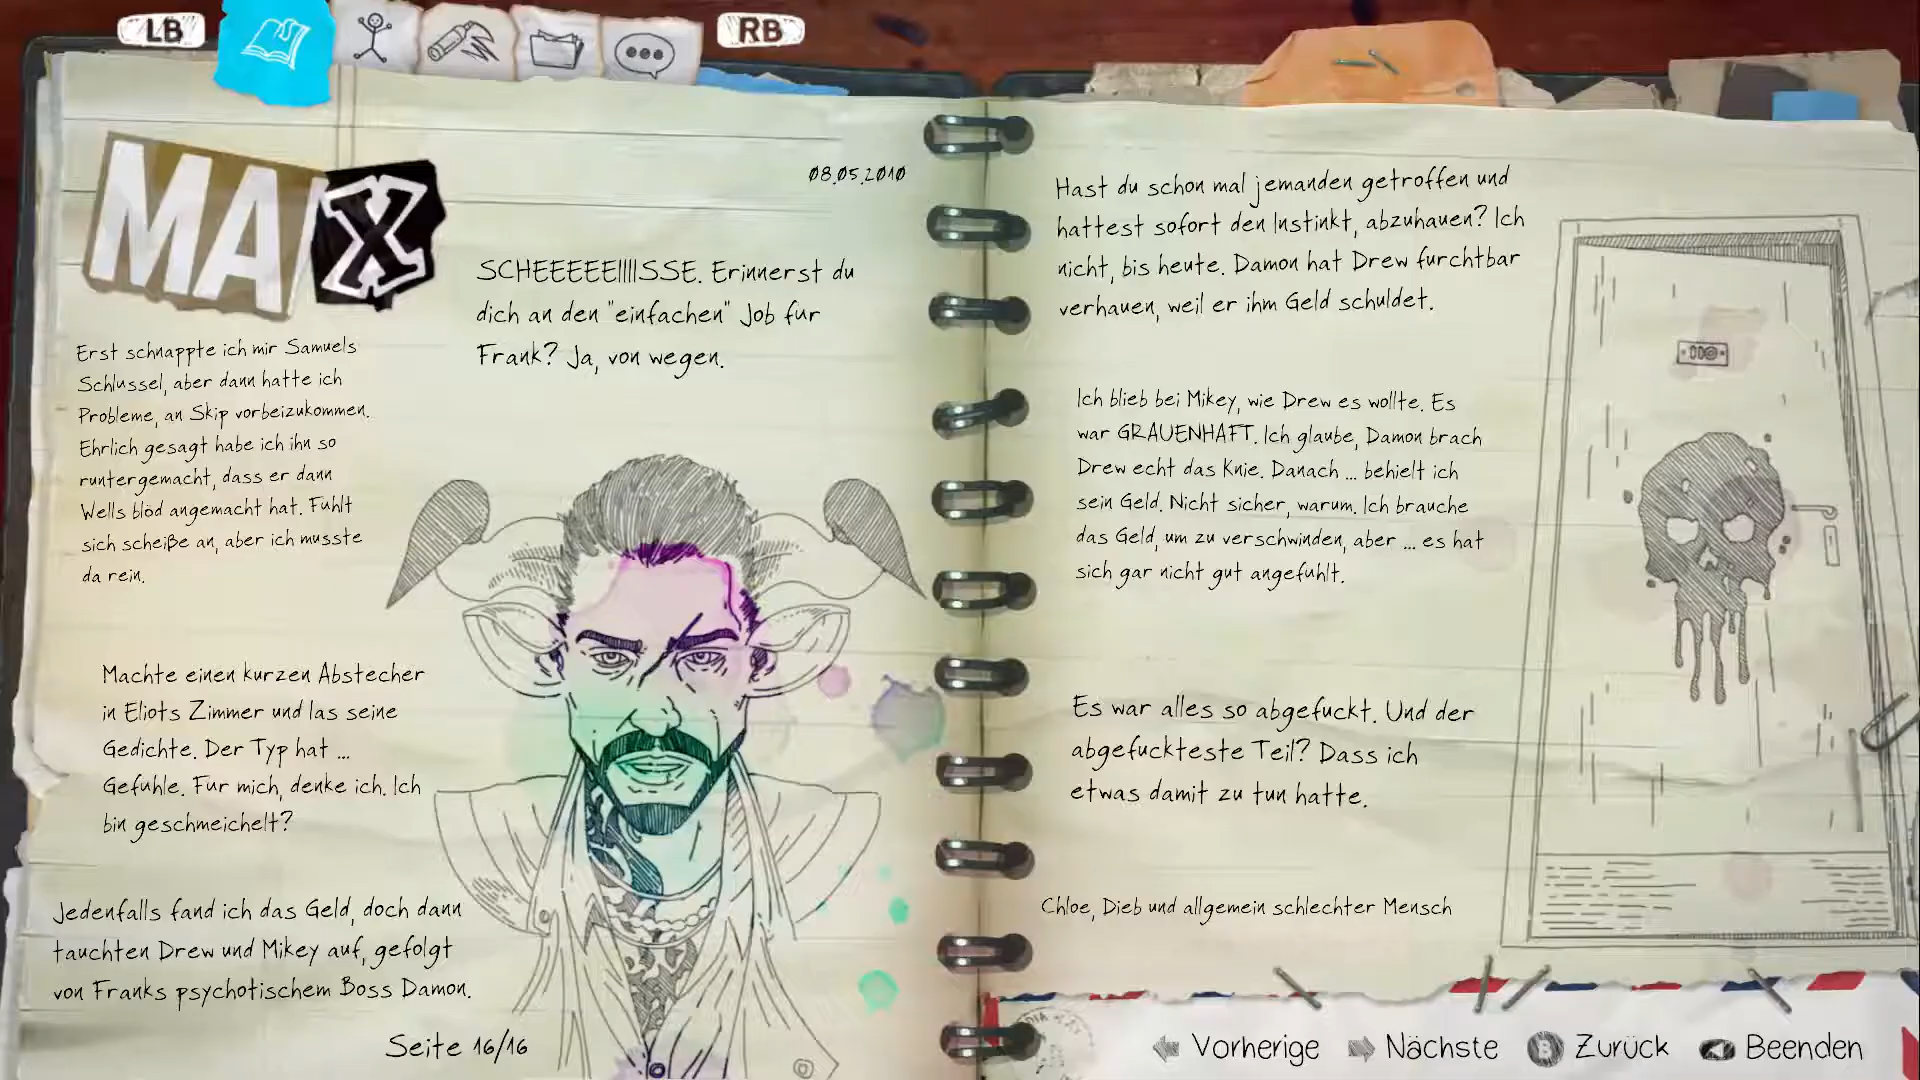 LB
RB
MAX
08.05.2010
SCHEEEEEIIIISSE. Erinnerst du
dich an den "einfachen" Job fur
Frank? Ja, von wegen.
Erst schnappte ich mir Samuels
Schlussel, aber dann hatte ich
Probleme, an Skip vorbeizukommen.
Ehrlich gesagt habe ich ihn so
runtergemacht, dass er dann
Wells blöd angemacht hat. Fuhlt
sich scheiße an, aber ich musste
da rein.
Machte einen kurzen Abstecher
in Eliots Zimmer und las seine
Gedichte. Der Typ hat ...
Gefuhle. Fur mich, denke ich. Ich
bin geschmeichelt?
Jedenfalls fand ich das Geld, doch dann
tauchten Drew und Mikey auf, gefolgt
von Franks psychotischem Boss Damon.
Seite 16/16
Hast du schon mal jemanden getroffen und
hattest sofort den Instinkt, abzuhauen? Ich
nicht, bis heute. Damon hat Drew furchtbar
verhauen, weil er ihm Geld schuldet.
Ich blieb bei Mikey, wie Drew es wollte. Es
war GRAUENHAFT. Ich glaube, Damon brach
Drew echt das Knie. Danach ... behielt ich
sein Geld. Nicht sicher, warum. Ich brauche
das Geld, um zu verschwinden, aber ... es hat
sich gar nicht gut angefuhlt.
Es war alles so abgefuckt. Und der
abgefuckteste Teil? Dass ich
etwas damit zu tun hatte.
Chloe, Dieb und allgemein schlechter Mensch
Vorherige
Nächste
B Zurück
Beenden